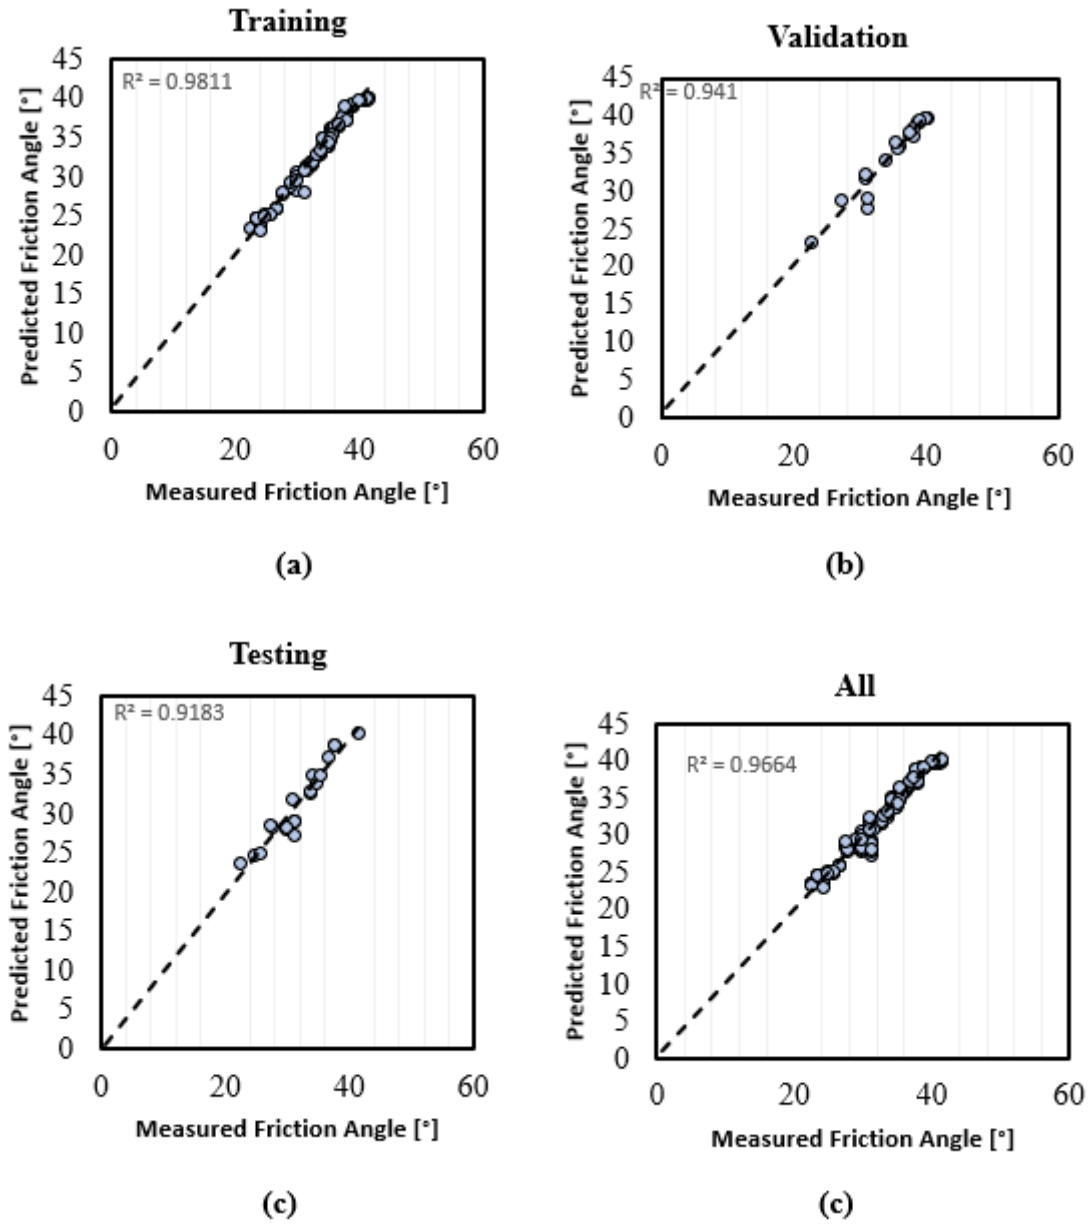 Training
45
40
35
30
25
20
15
10
5
0
R² = 0.9811
Predicted Friction Angle [°]
0 20 40 60
Measured Friction Angle [°]
(a)
Validation
45
40
35
30
25
20
15
10
5
0
R² = 0.941
Predicted Friction Angle [°]
0 20 40 60
Measured Friction Angle [°]
(b)
Testing
45
40
35
30
25
20
15
10
5
0
R² = 0.9183
Predicted Friction Angle [°]
0 20 40 60
Measured Friction Angle [°]
(c)
All
45
40
35
30
25
20
15
10
5
0
R² = 0.9664
Predicted Friction Angle [°]
0 20 40 60
Measured Friction Angle [°]
(c)